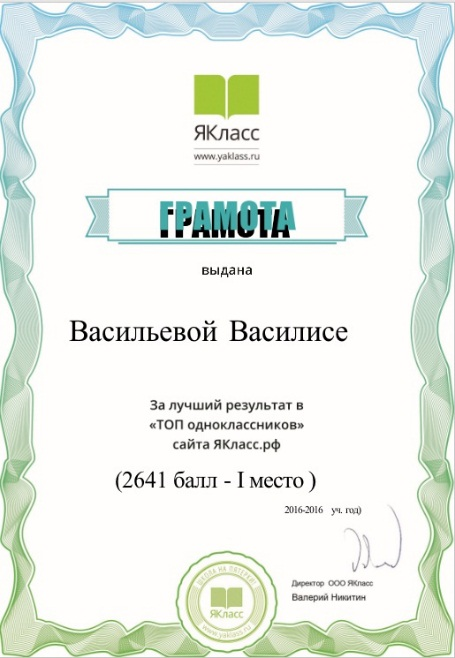 ЯКласс
www.yaklass.ru
ГРАМОТА
ГРАМОТА
выдана
Васильевой Василисе
За лучший результат в
«ТОП одноклассников»
сайта ЯКласс.рф
(2641 балл - I место )
2016-2016 уч. год)
Директор ООО ЯКласс
Валерий Никитин
ЯКласс
www.yaklass.ru